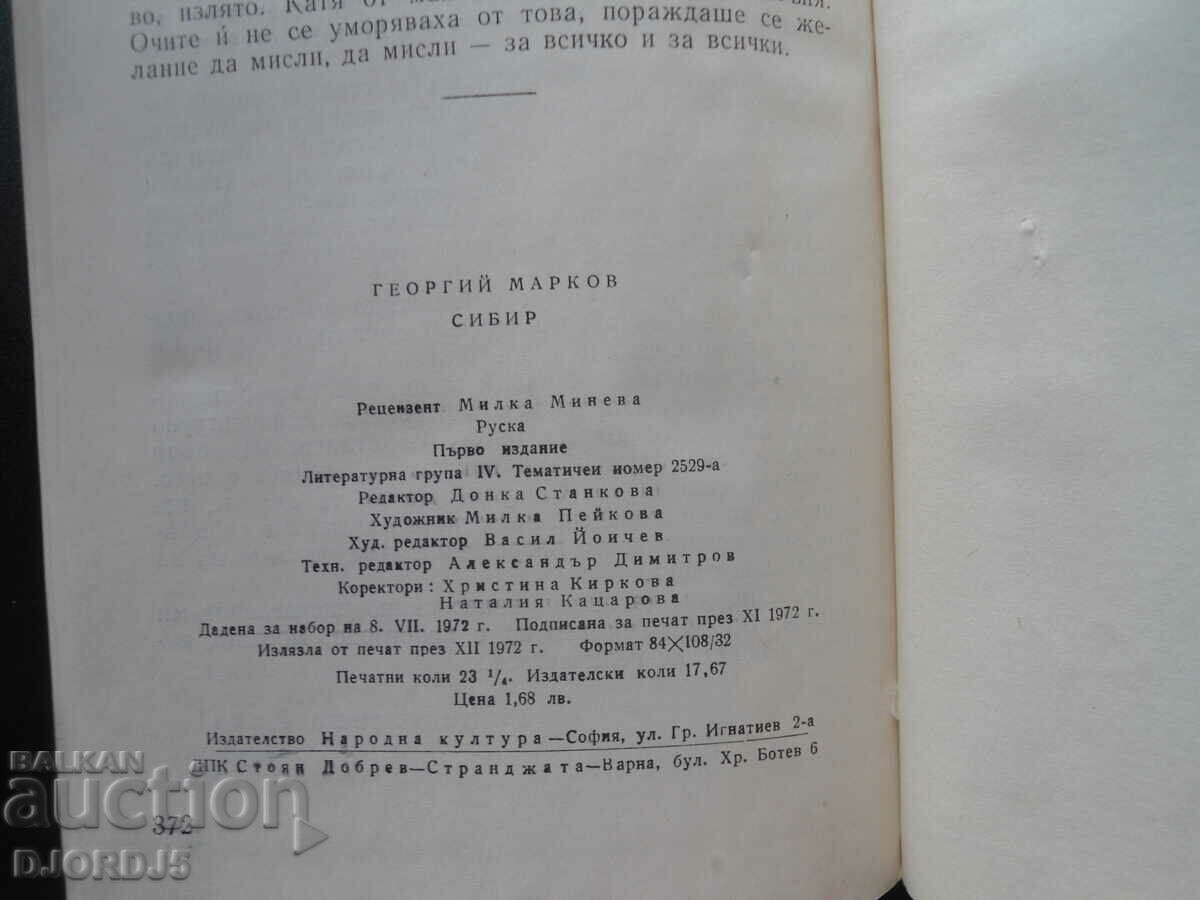 во, излято. Катя от
Очите ѝ не се уморяваха от това, пораждаше се же-
лание да мисли, да мисли — за всичко и за всички.
ГЕОРГИЙ МАРКОВ
СИБИР
Рецензент Милка Минева
Руска
Първо издание
Литературна група IV. Тематичен номер 2529-а
Редактор Донка Станкова
Художник Милка Пейкова
Худ. редактор Васил Йончев
Техн. редактор Александър Димитров
Коректори: Христина Киркова
Наталия Кацарова
Дадена за набор на 8. VII. 1972 г. Подписана за печат през XI 1972 г.
Излязла от печат през XII 1972 г. Формат 84×108/32
Печатни коли 23 1/4. Издателски коли 17,67
Цена 1,68 лв.
Издателство Народна култура—София, ул. Гр. Игнатиев 2-а
ДПК Стоян Добрев—Странджата—Варна, бул. Хр. Ботев 6
372
BALKAN
auction
DJORDJ5